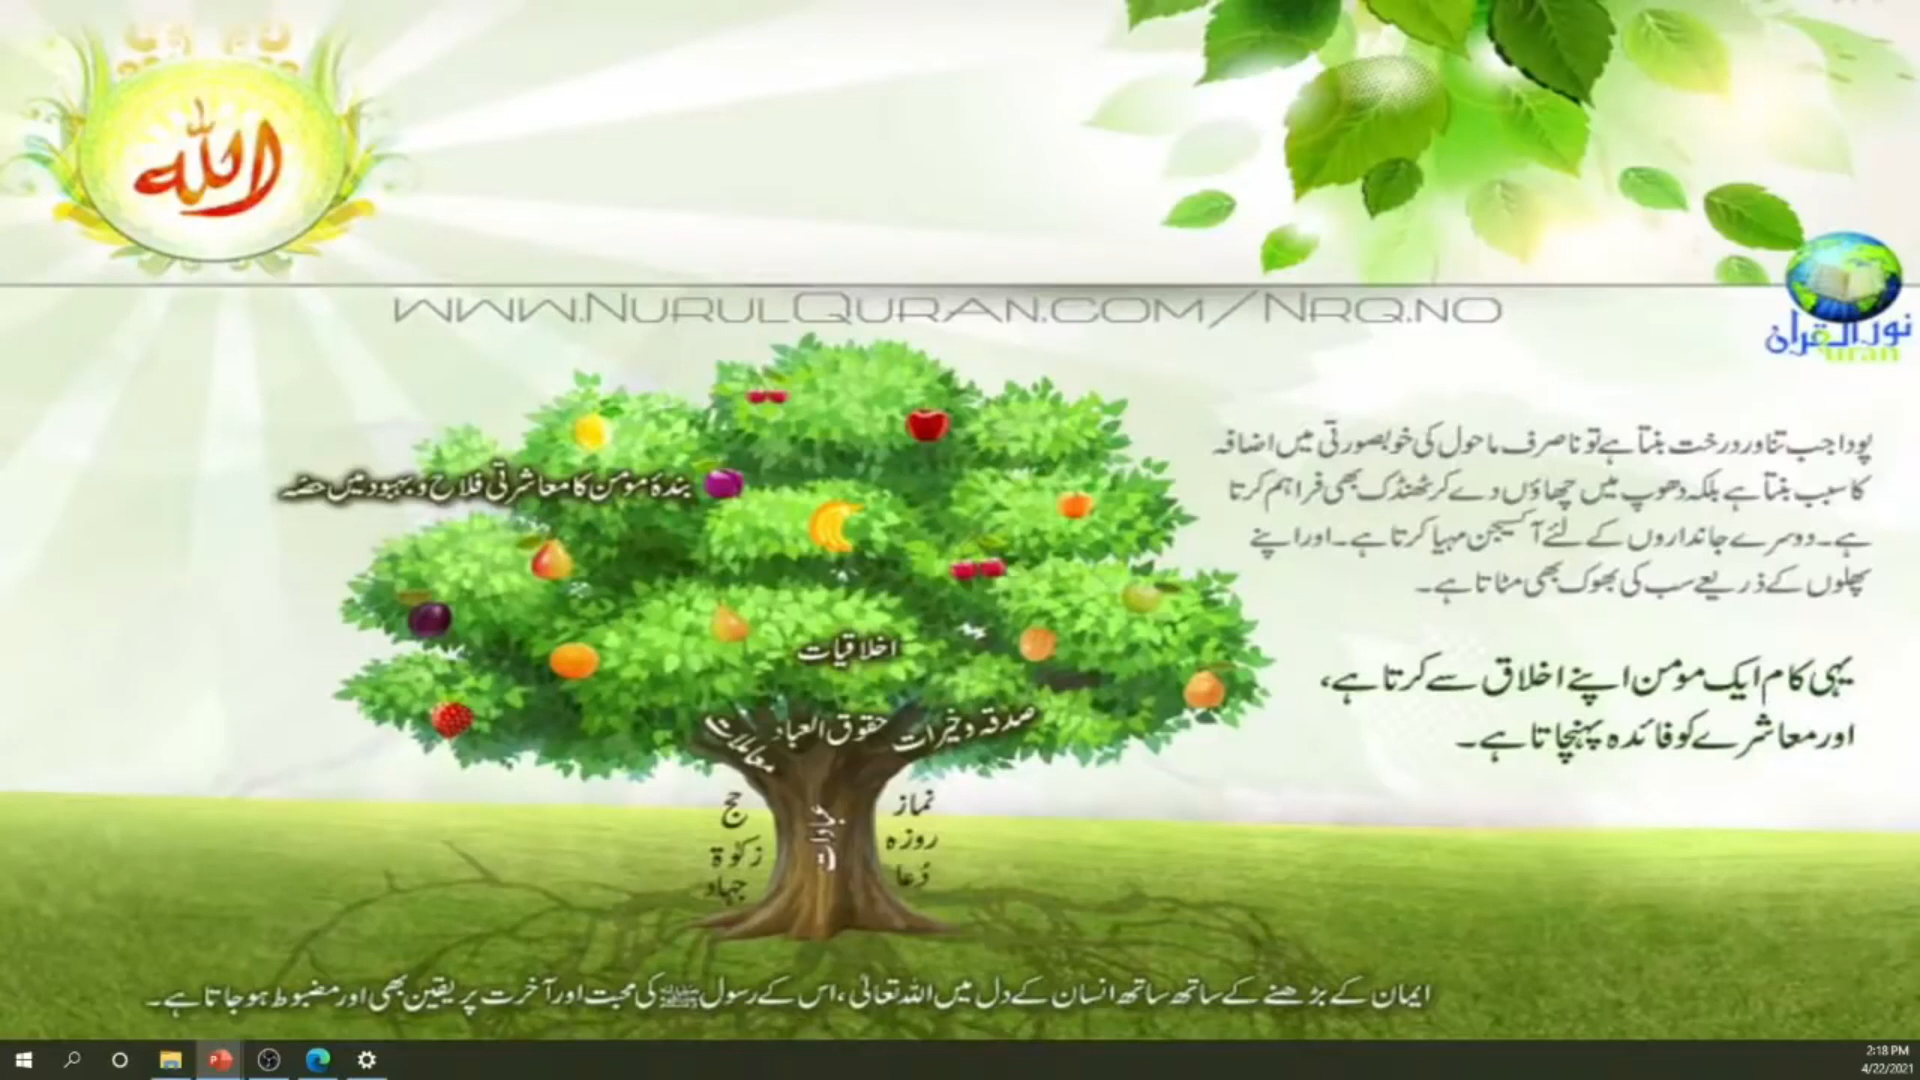 الله
www.NurulQuran.com/Nrq.no
نور القرآن
uran
پودا جب تناور درخت بنتا ہے تو نا صرف ماحول کی خوبصورتی میں اضافہ
کا سبب بنتا ہے بلکہ دھوپ میں چھاؤں دے کر ٹھنڈک بھی فراہم کرتا
ہے۔ دوسرے جانداروں کے لئے آکسیجن مہیا کرتا ہے۔ اور اپنے
پھلوں کے ذریعے سب کی بھوک بھی مٹاتا ہے۔
یہی کام ایک مومن اپنے اخلاق سے کرتا ہے،
اور معاشرے کو فائدہ پہنچاتا ہے۔
بندۂ مومن کا معاشرتی فلاح و بہبود میں حصّہ
اخلاقیات
صدقہ و خیرات
حقوق العباد
معاملات
عبادات
نماز
روزہ
دُعا
حج
زکوٰۃ
جہاد
ایمان کے بڑھنے کے ساتھ ساتھ انسان کے دل میں اللہ تعالٰی، اس کے رسول ﷺ کی محبت اور آخرت پر یقین بھی اور مضبوط ہو جاتا ہے۔
2:18 PM
4/22/2021